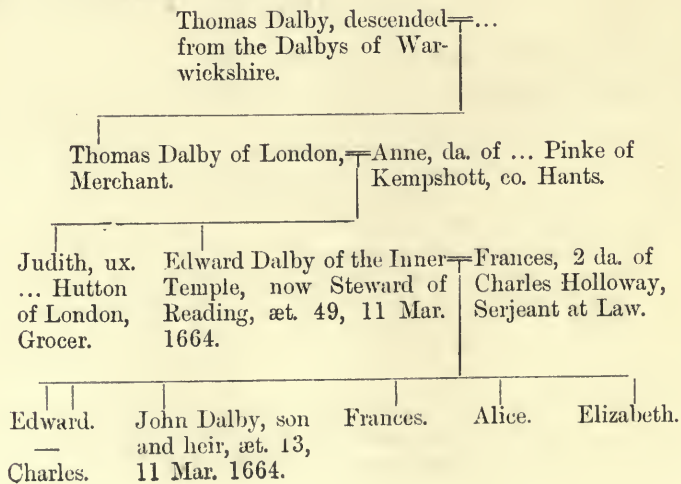 Thomas Dalby, descended=...
from the Dalbys of War-
wickshire.
Thomas Dalby of London,=Anne, da. of ... Pinke of
Merchant. Kempshott, co. Hants.
Judith, ux.
... Hutton
of London,
Grocer.
Edward Dalby of the Inner=Frances, 2 da. of
Temple, now Steward of Charles Holloway,
Reading, æt. 49, 11 Mar. Serjeant at Law.
1664.
Edward.
—
Charles.
John Dalby, son
and heir, æt. 13,
11 Mar. 1664.
Frances.
Alice.
Elizabeth.